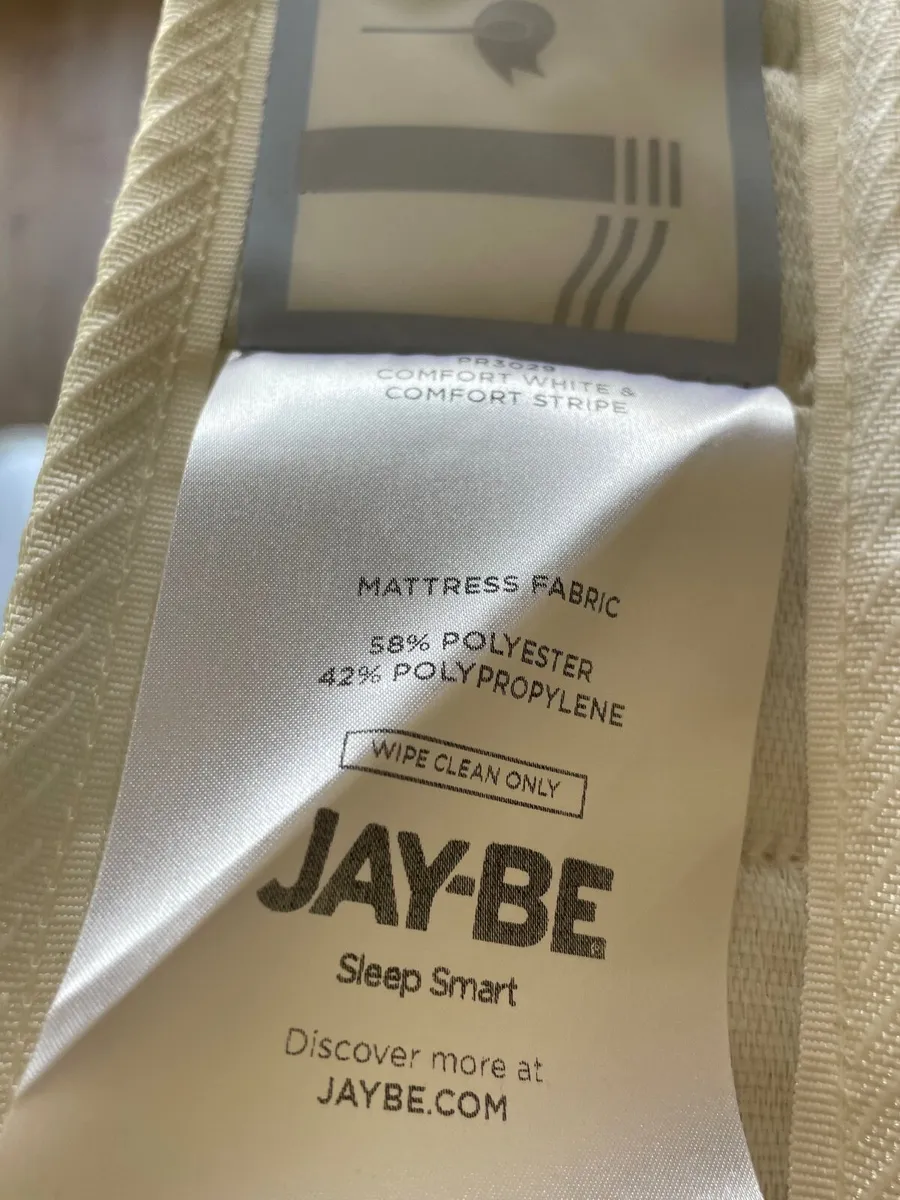 PR3029
COMFORT WHITE &
COMFORT STRIPE
MATTRESS FABRIC
58% POLYESTER
42% POLYPROPYLENE
WIPE CLEAN ONLY
JAY-BE
Sleep Smart
Discover more at
JAYBE.COM